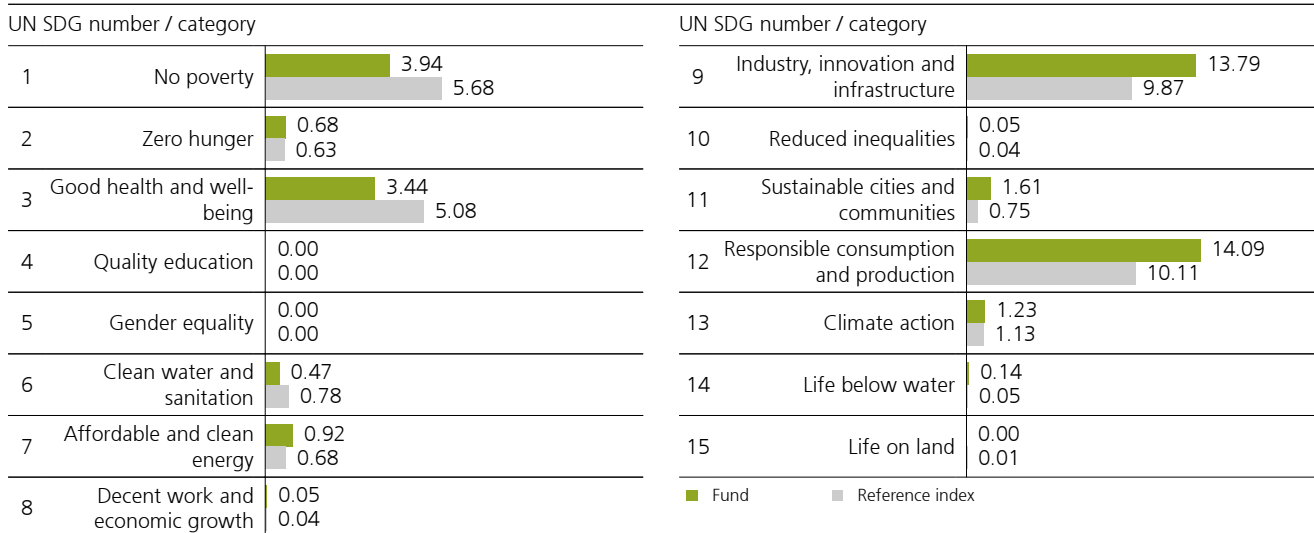 UN SDG number / category
1 No poverty 3.94
5.68
2 Zero hunger 0.68
0.63
3 Good health and well-
being 3.44
5.08
4 Quality education 0.00
0.00
5 Gender equality 0.00
0.00
6 Clean water and
sanitation 0.47
0.78
7 Affordable and clean
energy 0.92
0.68
8 Decent work and
economic growth 0.05
0.04
UN SDG number / category
9 Industry, innovation and
infrastructure 13.79
9.87
10 Reduced inequalities 0.05
0.04
11 Sustainable cities and
communities 1.61
0.75
12 Responsible consumption
and production 14.09
10.11
13 Climate action 1.23
1.13
14 Life below water 0.14
0.05
15 Life on land 0.00
0.01
Fund Reference index